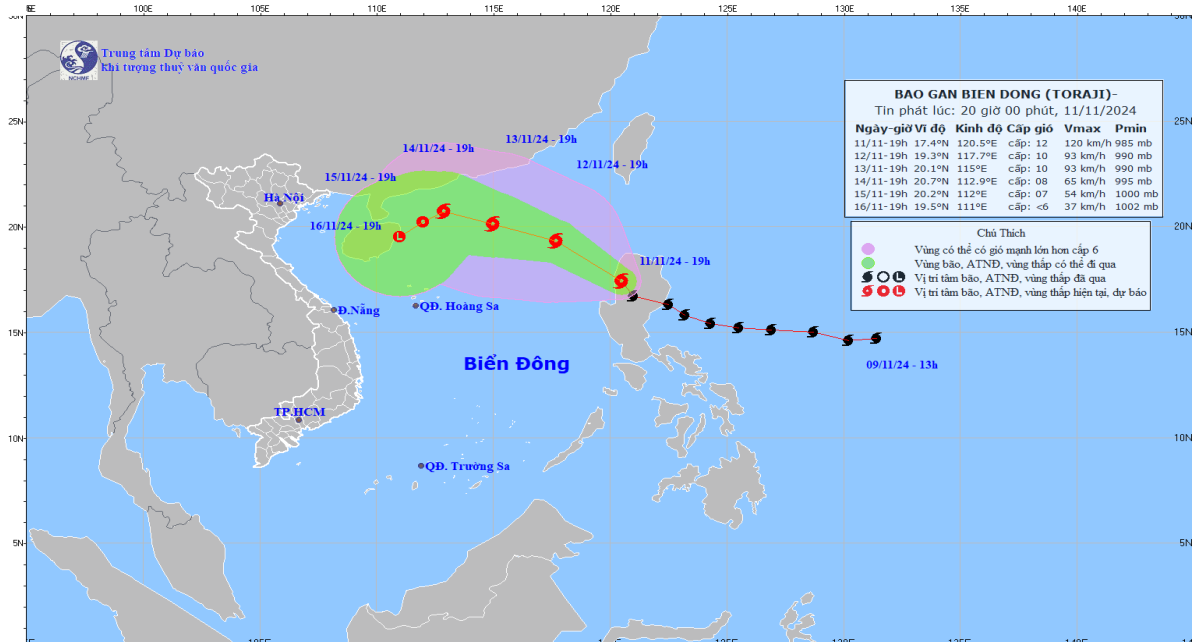 E 100E 105E 110E 115E 120E 125E 130E 135E 140E
30N
25N 25N
20N 20N
15N 15N
10N 10N
5N 5N
Trung tâm Dự báo
khí tượng thuỷ văn quốc gia
NCHMF
BAO GAN BIEN DONG (TORAJI)-
Tin phát lúc: 20 giờ 00 phút, 11/11/2024
Ngày-giờ Vĩ độ Kinh độ Cấp gió Vmax Pmin
11/11-19h 17.4°N 120.5°E cấp: 12 120 km/h 985 mb
12/11-19h 19.3°N 117.7°E cấp: 10 93 km/h 990 mb
13/11-19h 20.1°N 115°E cấp: 10 93 km/h 990 mb
14/11-19h 20.7°N 112.9°E cấp: 08 65 km/h 995 mb
15/11-19h 20.2°N 112°E cấp: 07 54 km/h 1000 mb
16/11-19h 19.5°N 111°E cấp: <6 37 km/h 1002 mb
Chú Thích
Vùng có thể có gió mạnh lớn hơn cấp 6
Vùng bão, ATNĐ, vùng thấp có thể đi qua
L Vị trí tâm bão, ATNĐ, vùng thấp đã qua
L Vị trí tâm bão, ATNĐ, vùng thấp hiện tại, dự báo
13/11/24 - 19h
14/11/24 - 19h
12/11/24 - 19h
15/11/24 - 19h
Hà Nội
16/11/24 - 19h
L
11/11/24 - 19h
QĐ. Hoàng Sa
Đ.Nẵng
Biển Đông
09/11/24 - 13h
TP.HCM
QĐ. Trường Sa